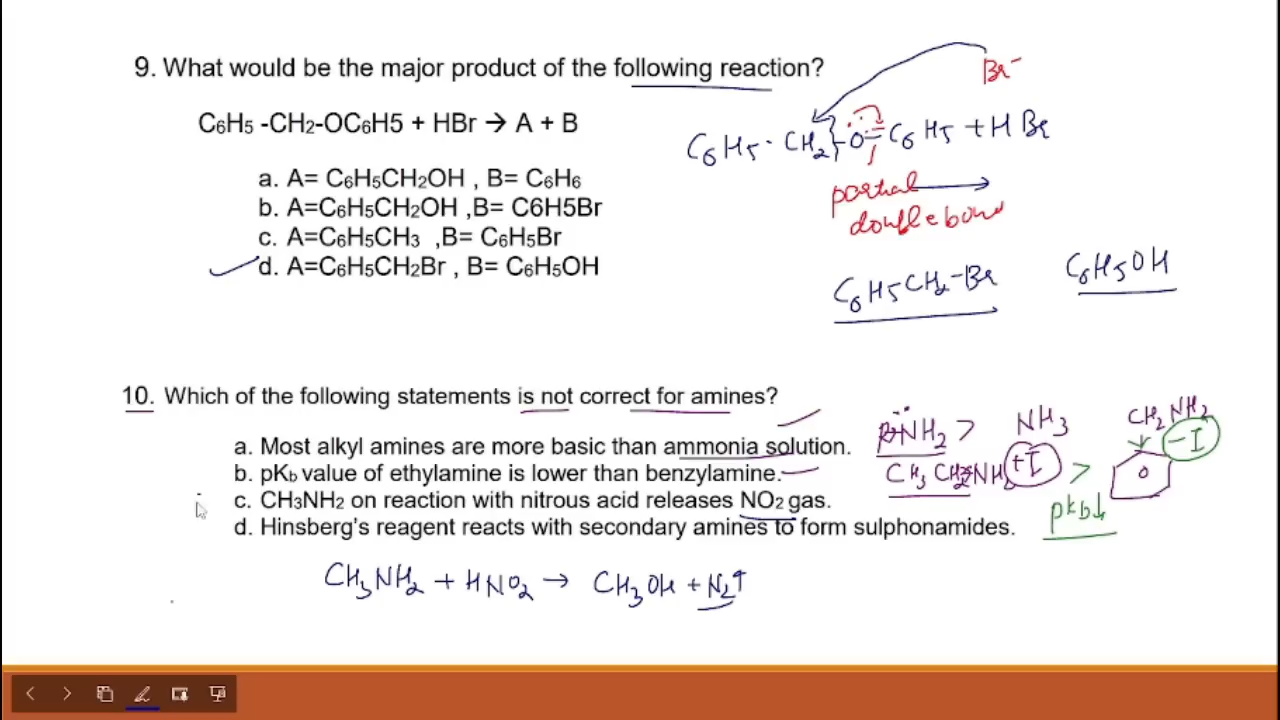 9. What would be the major product of the following reaction?
Br⁻
C6H5 -CH2-OC6H5 + HBr → A + B
C6H5· CH2}-O=C6H5 + HBr
partial
double bond
a. A= C6H5CH2OH , B= C6H6
b. A=C6H5CH2OH ,B= C6H5Br
c. A=C6H5CH3 ,B= C6H5Br
d. A=C6H5CH2Br , B= C6H5OH
C6H5CH2-Br C6H5OH
10. Which of the following statements is not correct for amines?
a. Most alkyl amines are more basic than ammonia solution.
b. pKb value of ethylamine is lower than benzylamine.
c. CH3NH2 on reaction with nitrous acid releases NO2 gas.
d. Hinsberg's reagent reacts with secondary amines to form sulphonamides.
NH2 > NH3
CH2NH2
-I
CH3CH2NH2 +I >
pkb↓
CH3NH2 + HNO2 → CH3OH + N2↑